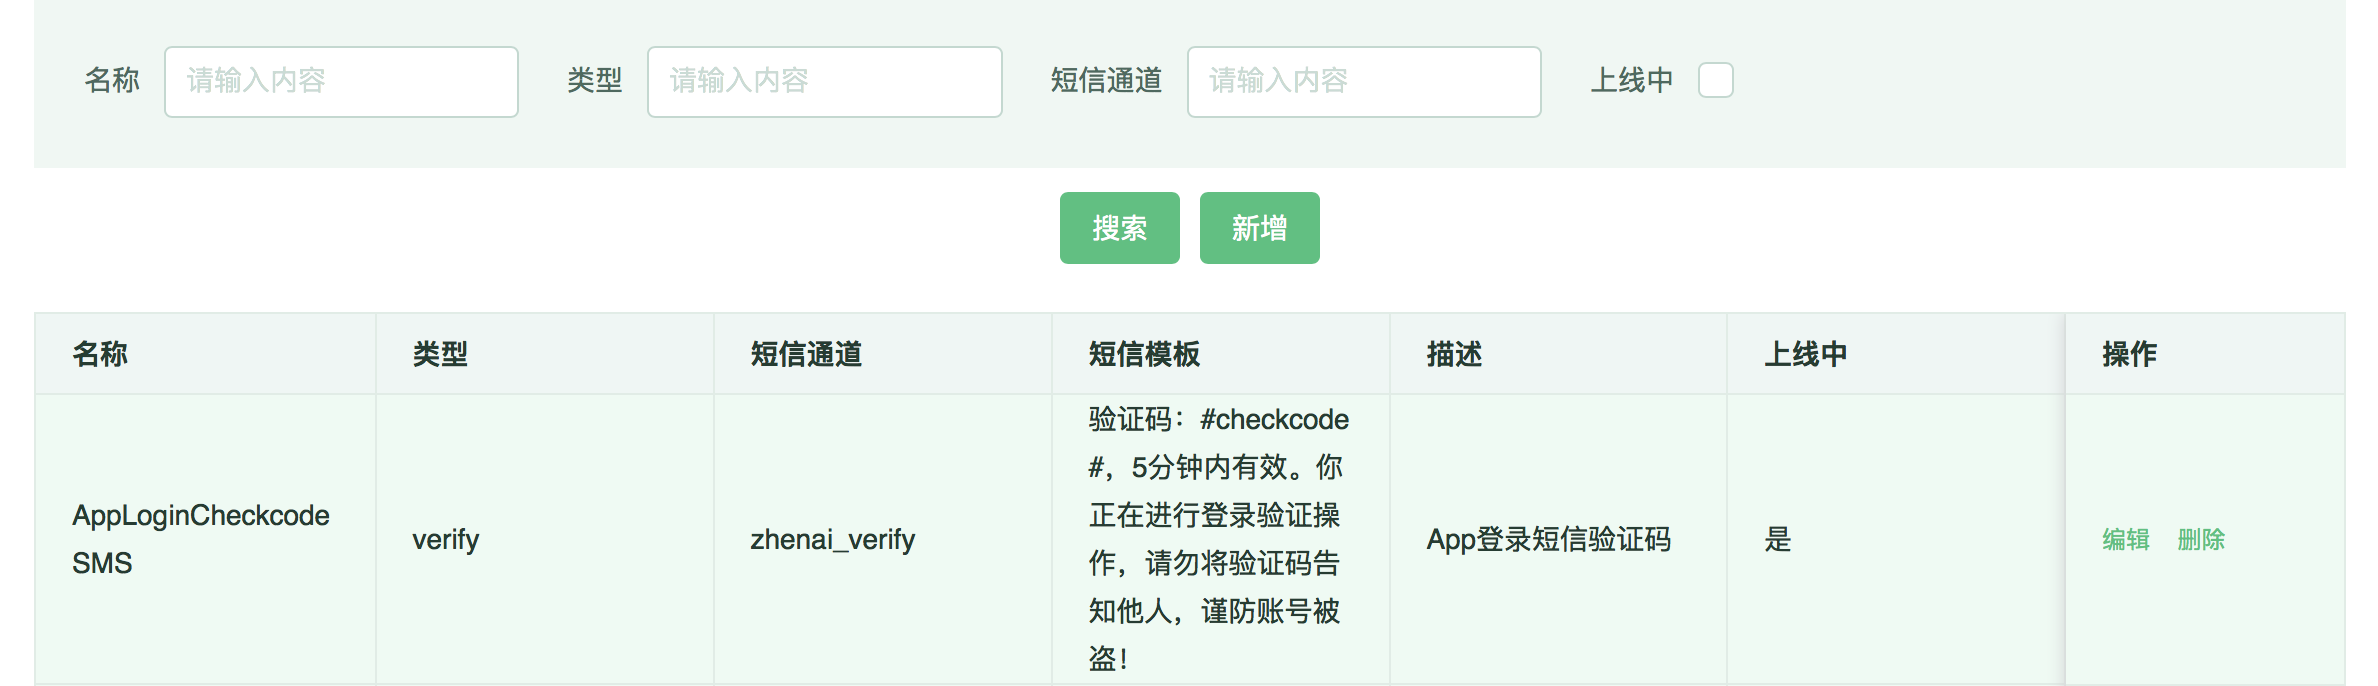 名称 请输入内容 类型 请输入内容 短信通道 请输入内容 上线中
搜索 新增
名称 类型 短信通道 短信模板 描述 上线中 操作
AppLoginCheckcode
SMS
verify
zhenai_verify
验证码：#checkcode
#，5分钟内有效。你
正在进行登录验证操
作，请勿将验证码告
知他人，谨防账号被
盗！
App登录短信验证码
是
编辑 删除